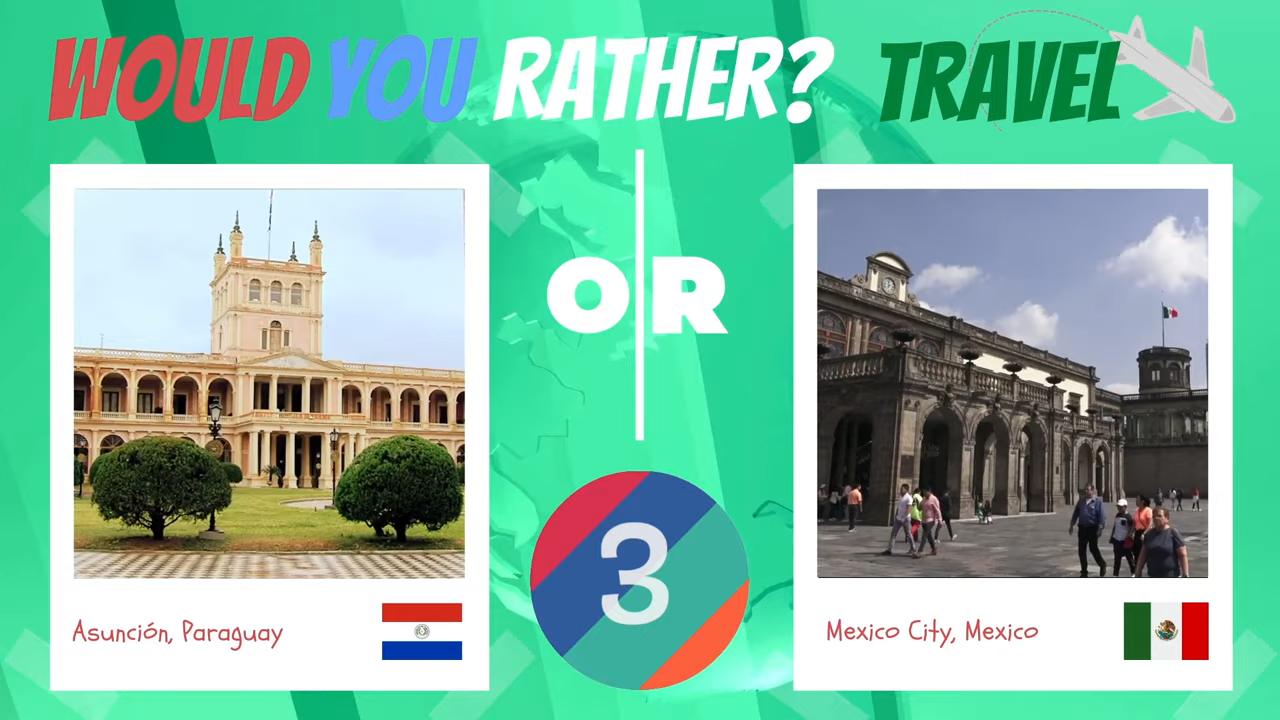 WOULD YOU RATHER? TRAVEL
OR
3
Asunción, Paraguay
Mexico City, Mexico